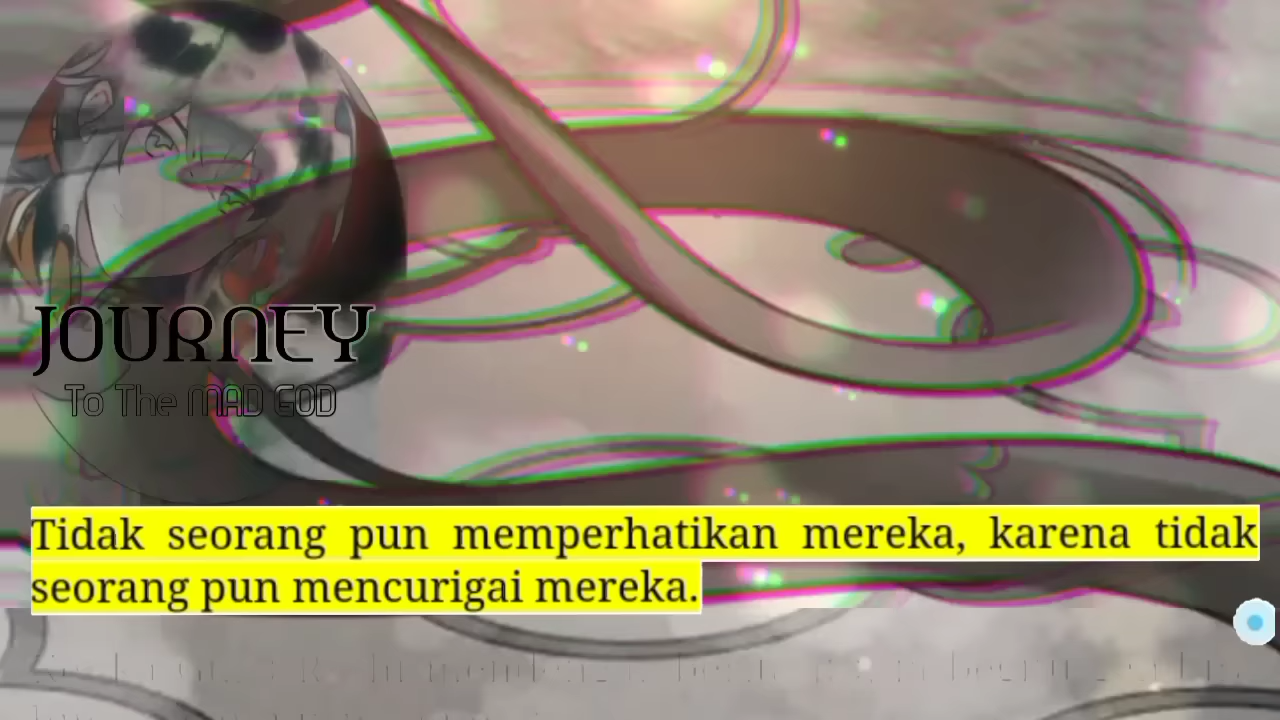 JOURNEY
To The MAD GOD
Tidak seorang pun memperhatikan mereka, karena tidak
seorang pun mencurigai mereka.